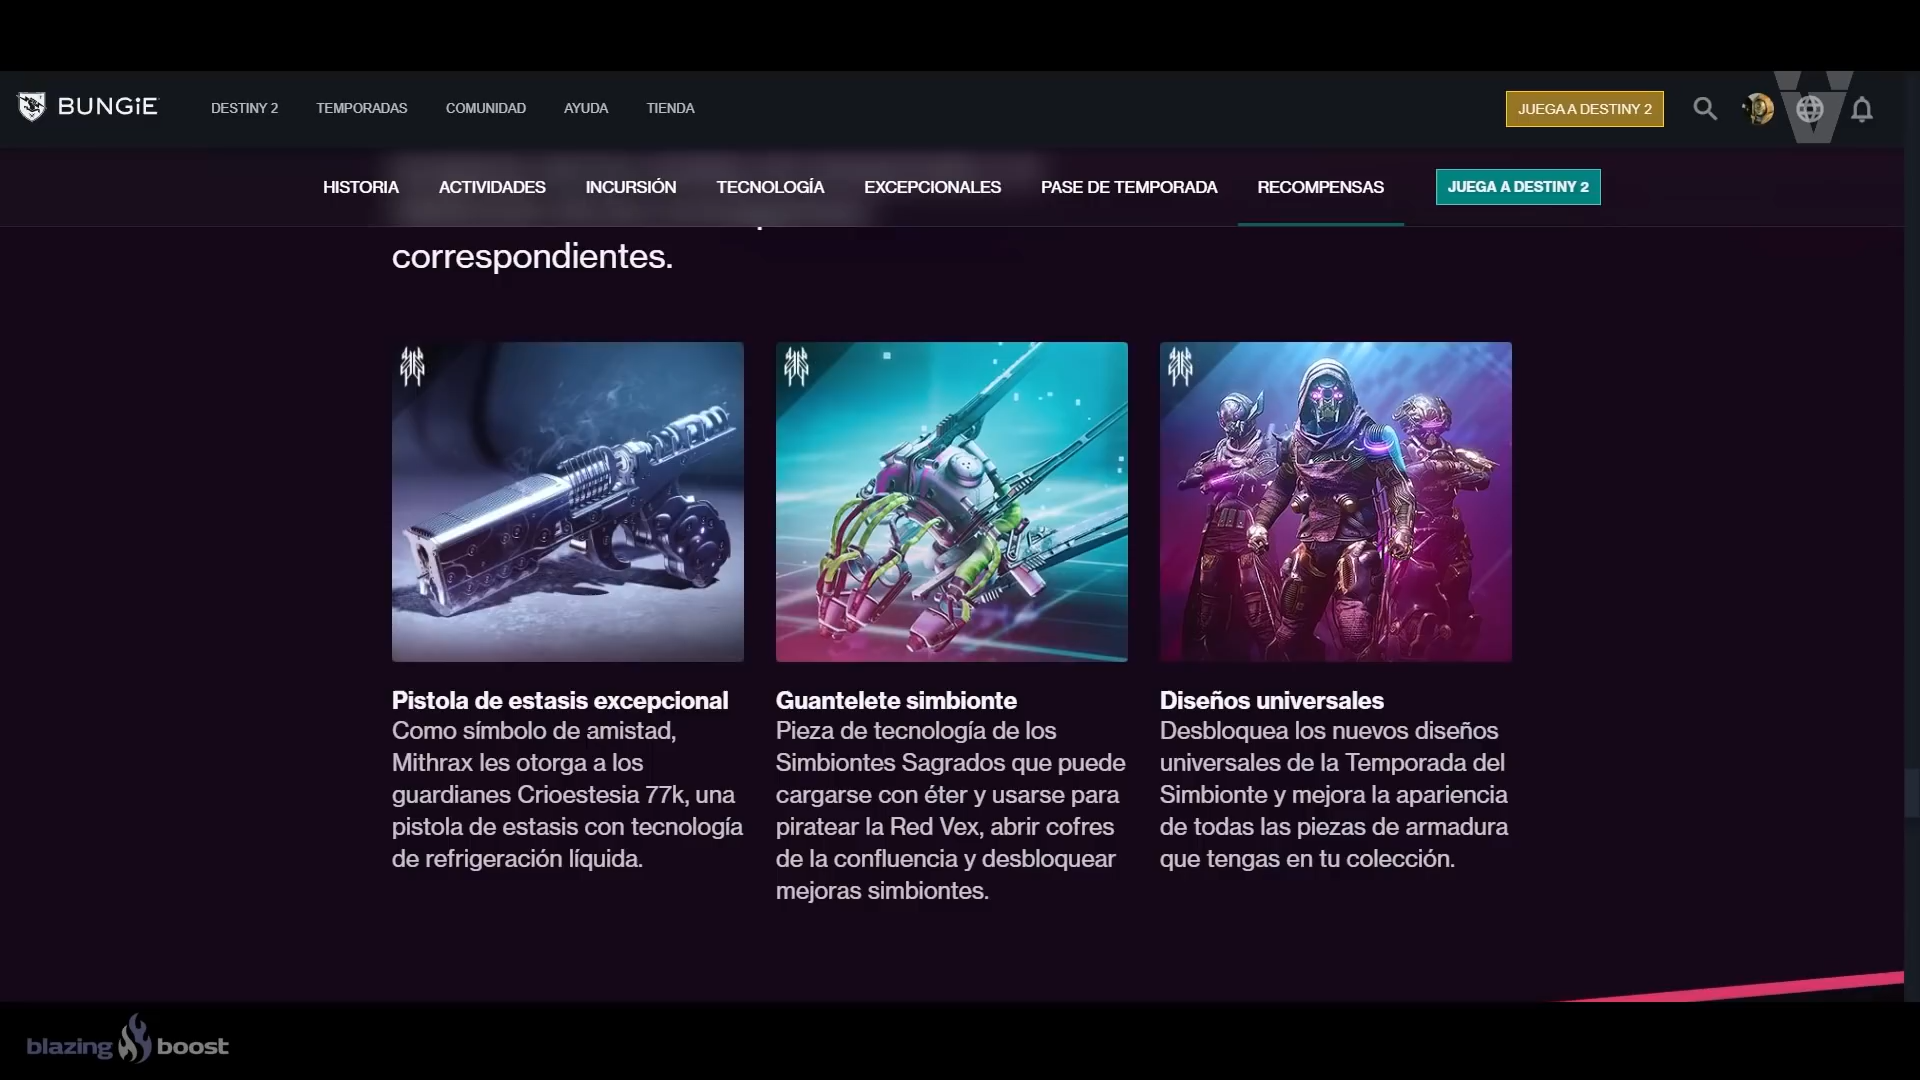 BUNGiE
DESTINY 2 TEMPORADAS COMUNIDAD AYUDA TIENDA
JUEGA A DESTINY 2
HISTORIA ACTIVIDADES INCURSIÓN TECNOLOGÍA EXCEPCIONALES PASE DE TEMPORADA RECOMPENSAS
JUEGA A DESTINY 2
correspondientes.
Pistola de estasis excepcional
Como símbolo de amistad,
Mithrax les otorga a los
guardianes Crioestesia 77k, una
pistola de estasis con tecnología
de refrigeración líquida.
Guantelete simbionte
Pieza de tecnología de los
Simbiontes Sagrados que puede
cargarse con éter y usarse para
piratear la Red Vex, abrir cofres
de la confluencia y desbloquear
mejoras simbiontes.
Diseños universales
Desbloquea los nuevos diseños
universales de la Temporada del
Simbionte y mejora la apariencia
de todas las piezas de armadura
que tengas en tu colección.
blazing boost